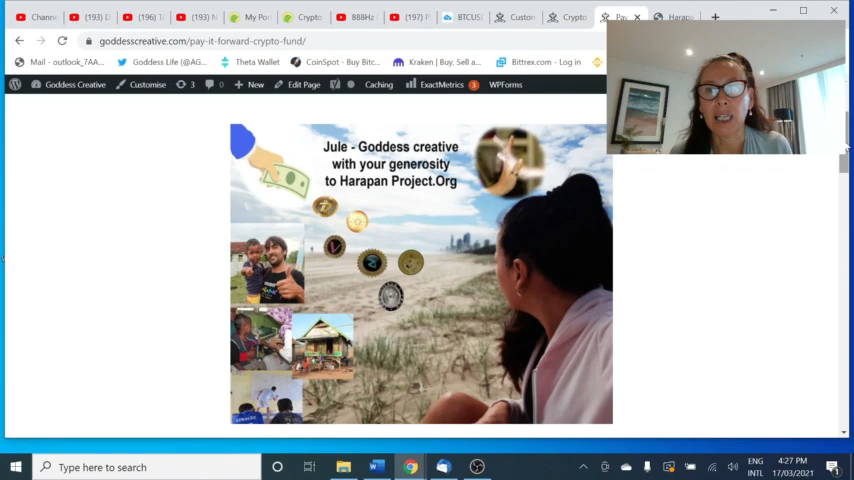 Channe
(193) D
(196) Ta
(193) N
My Por
Crypto
888Hz
(197) P
BTCUS
Custom
Crypto
Pay
Harapa
goddesscreative.com/pay-it-forward-crypto-fund/
Mail - outlook_7AA...
Goddess Life (@AG...
Theta Wallet
CoinSpot - Buy Bitc...
Kraken | Buy, Sell an...
Bittrex.com - Log in
Goddess Creative
Customise
3
0
New
Edit Page
Caching
ExactMetrics 3
WPForms
Jule - Goddess creative
with your generosity
to Harapan Project.Org
Type here to search
ENG
INTL
4:27 PM
17/03/2021
1